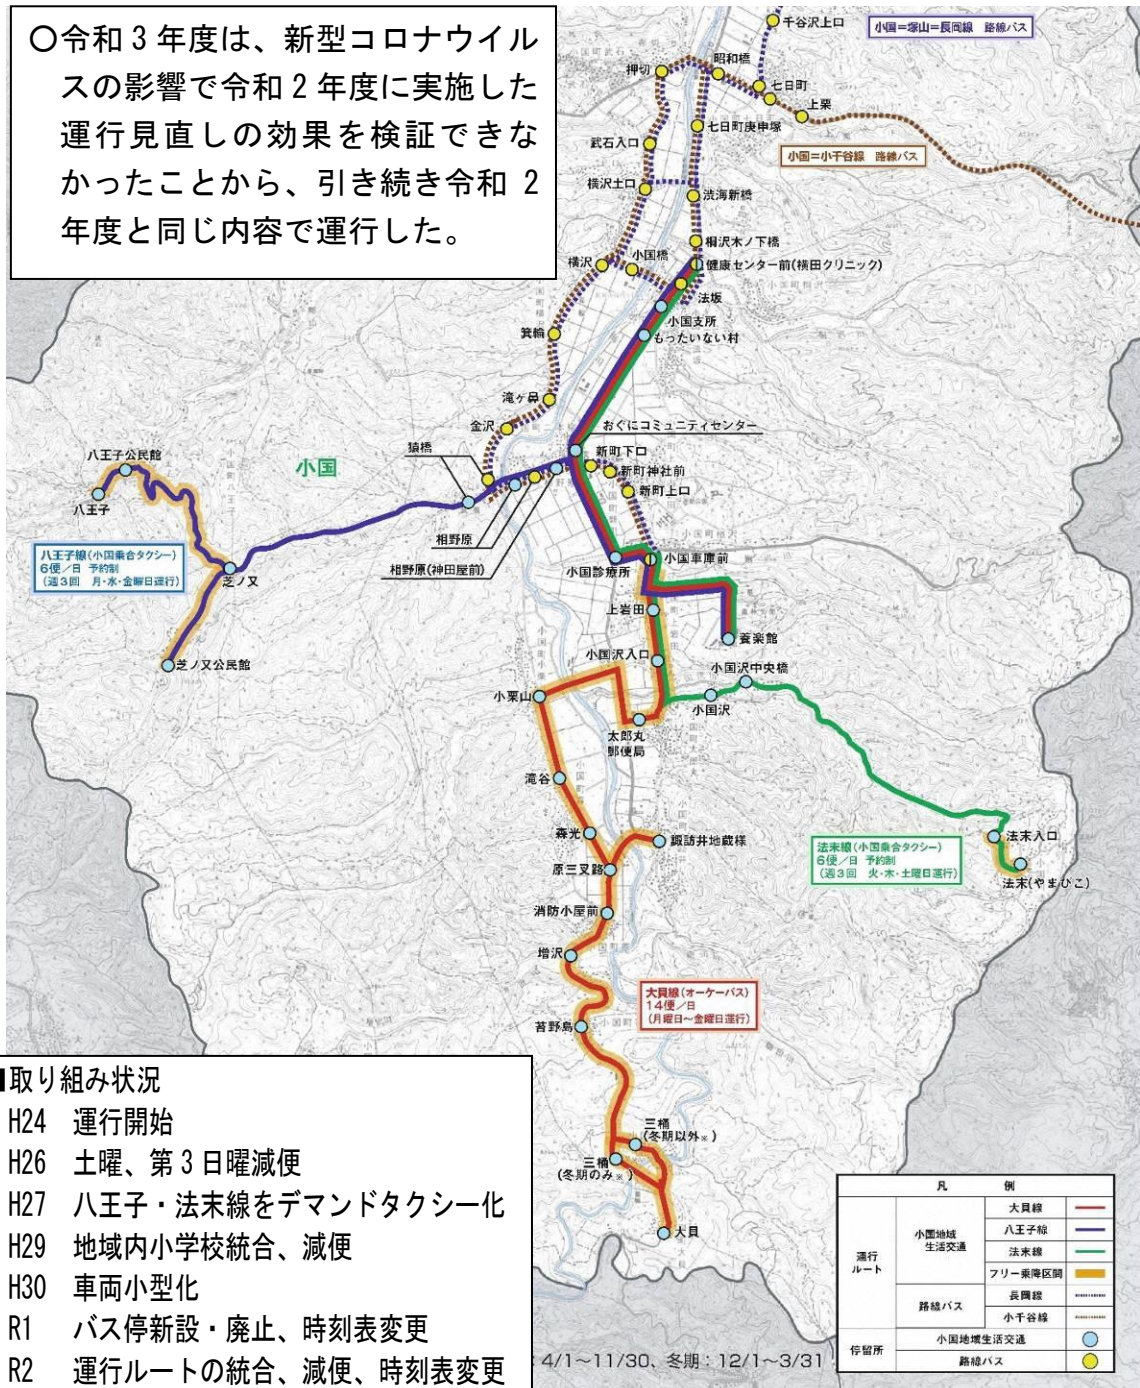 〇令和３年度は、新型コロナウイル
スの影響で令和２年度に実施した
運行見直しの効果を検証できな
かったことから、引き続き令和 ２
年度と同じ内容で運行した。
千谷沢上口
小国＝塚山＝長岡線　路線バス
昭和橋
押切
七日町
上栗
七日町庚申塚
武石入口
小国＝小千谷線　路線バス
横沢土口
渋海新橋
桐沢木ノ下橋
横沢
小国橋
健康センター前(横田クリニック)
法坂
小国支所
もったいない村
箕輪
滝ヶ鼻
金沢
おぐにコミュニティセンター
猿橋
新町下口
新町神社前
新町上口
八王子公民館
小国
八王子
相野原
相野原(神田屋前)
小国診療所
小国車庫前
八王子線(小国乗合タクシー)
6便／日　予約制
(週3回　月・水・金曜日運行)
芝ノ又
上岩田
養楽館
芝ノ又公民館
小国沢入口
小国沢中央橋
小栗山
小国沢
太郎丸
郵便局
滝谷
森光
諏訪井地蔵様
法末入口
原三叉路
法末線(小国乗合タクシー)
6便／日　予約制
(週3回　火・木・土曜日運行)
法末(やまびこ)
消防小屋前
増沢
大貝線(オーケーバス)
14便／日
(月曜日～金曜日運行)
苔野島
三桶
(冬期以外※)
三桶
(冬期のみ※)
大貝
■取り組み状況
H24　運行開始
H26　土曜、第３日曜減便
H27　八王子・法末線をデマンドタクシー化
H29　地域内小学校統合、減便
H30　車両小型化
R1　バス停新設・廃止、時刻表変更
R2　運行ルートの統合、減便、時刻表変更
：4/1～11/30、冬期：12/1～3/31
凡　例
運行
ルート
小国地域
生活交通
大貝線
八王子線
法末線
フリー乗降区間
路線バス
長岡線
小千谷線
停留所
小国地域生活交通
路線バス